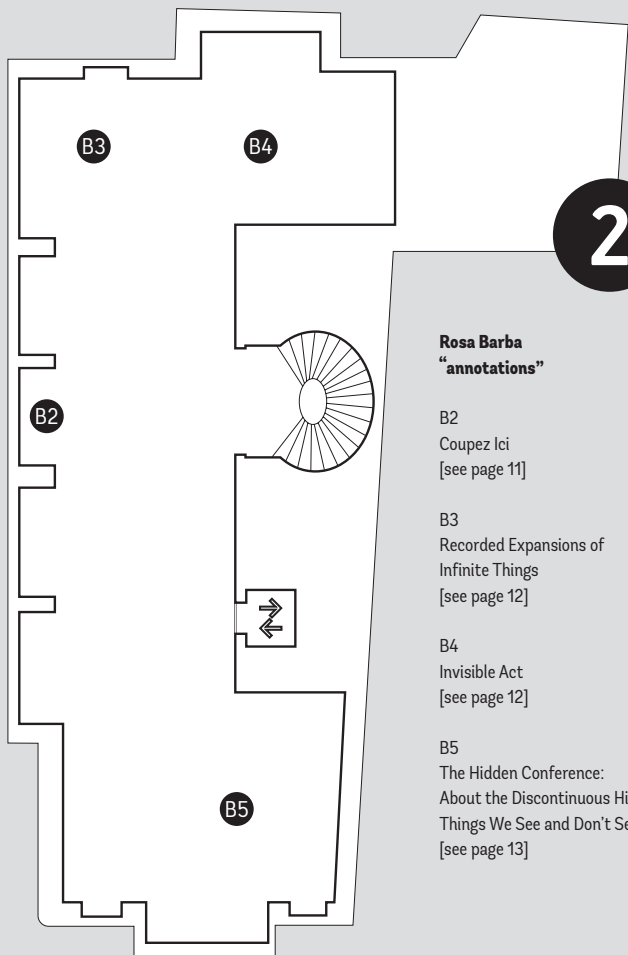 B3
B4
2
B2
B5
Rosa Barba
“annotations”
B2
Coupez Ici
[see page 11]
B3
Recorded Expansions of
Infinite Things
[see page 12]
B4
Invisible Act
[see page 12]
B5
The Hidden Conference:
About the Discontinuous
Things We See and Don’t
[see page 13]